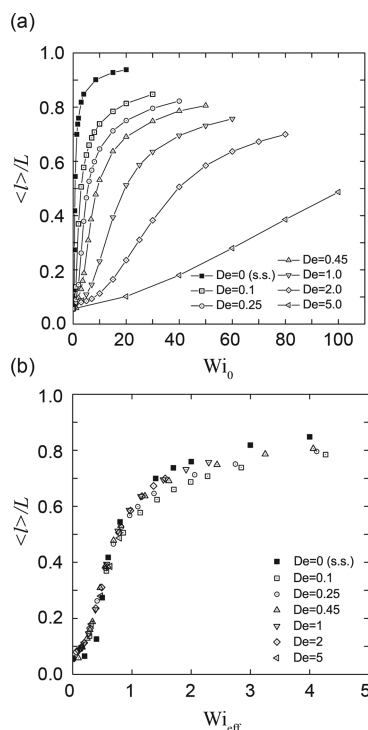 (a)
1.0
0.8
0.6
0.4
0.2
0.0
<l>/L
De=0 (s.s.)
De=0.1
De=0.25
De=0.45
De=1.0
De=2.0
De=5.0
0 20 40 60 80 100
Wi0
(b)
1.0
0.8
0.6
0.4
0.2
0.0
<l>/L
De=0 (s.s.)
De=0.1
De=0.25
De=0.45
De=1
De=2
De=5
0 1 2 3 4 5
Wieff